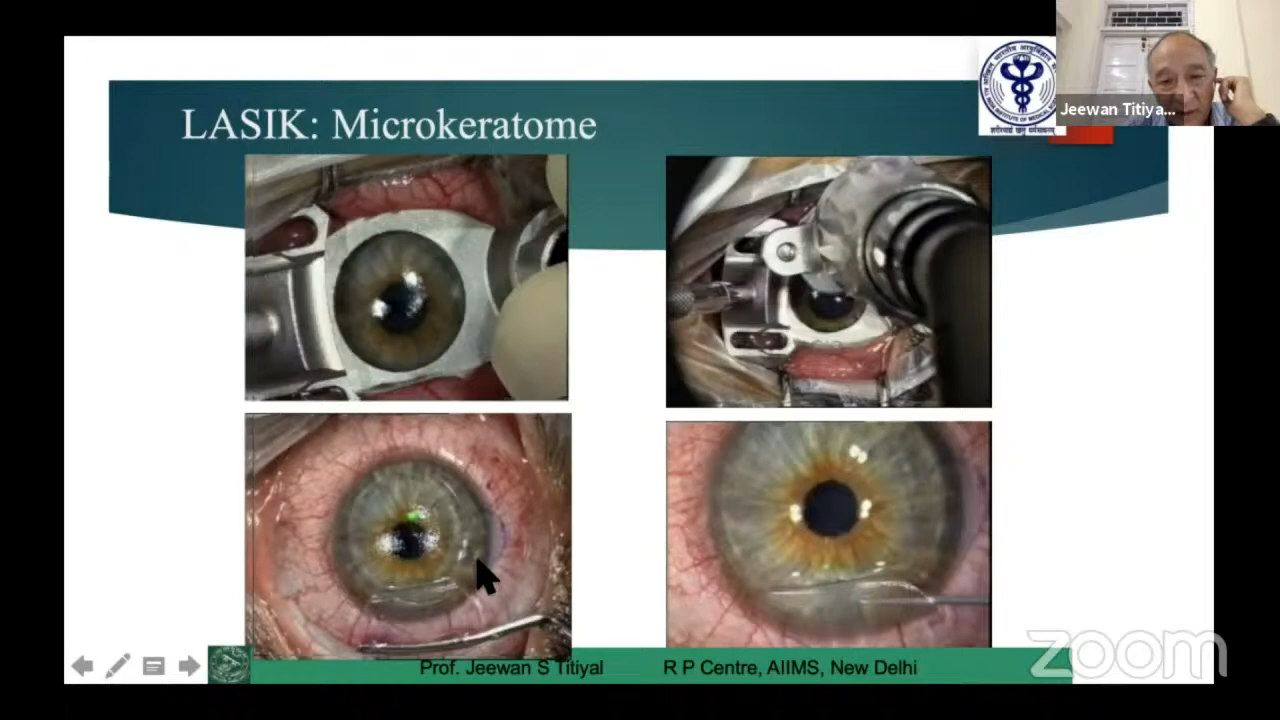 LASIK: Microkeratome
Jeewan Titiya...
Prof. Jeewan S Titiyal
R P Centre, AIIMS, New Delhi
zoom